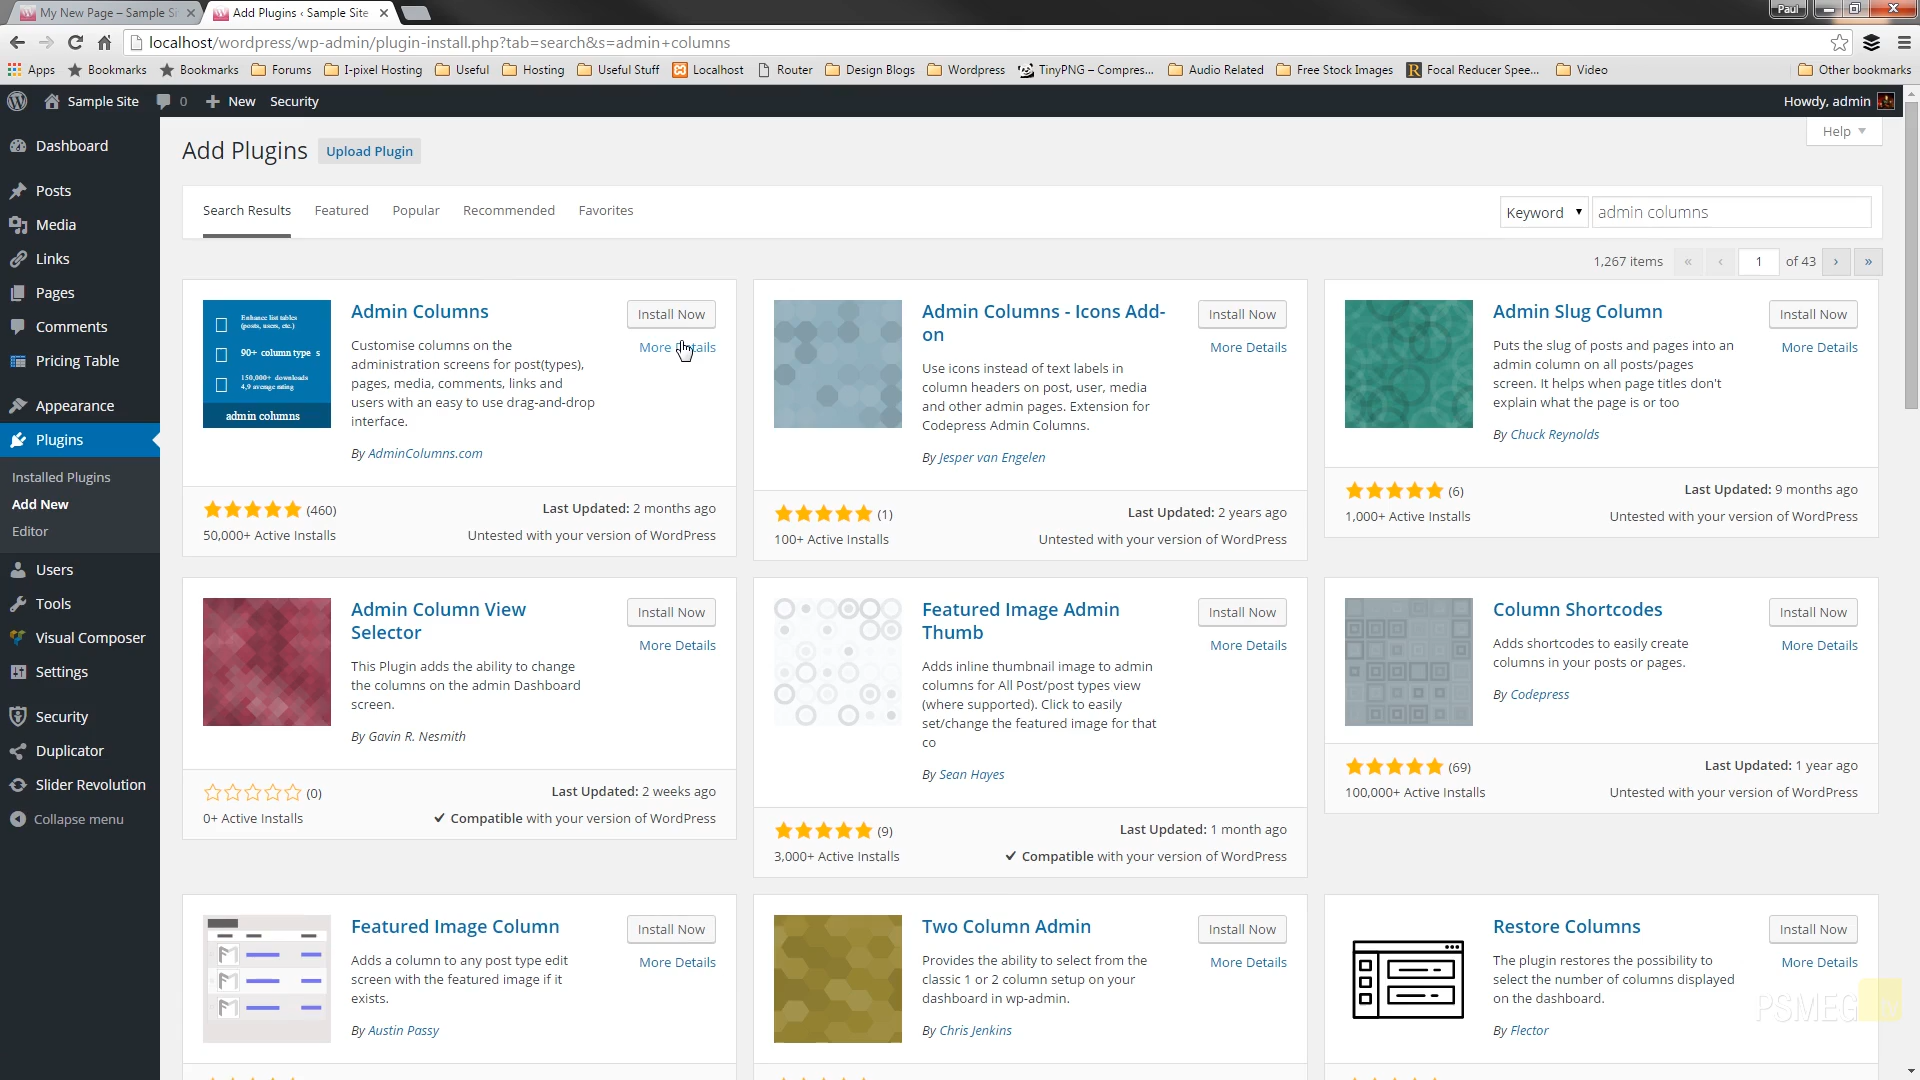 My New Page – Sample Si
Add Plugins ‹ Sample Site
Paul
localhost/wordpress/wp-admin/plugin-install.php?tab=search&s=admin+columns
Apps Bookmarks Bookmarks Forums I-pixel Hosting Useful Hosting Useful Stuff Localhost Router Design Blogs Wordpress TinyPNG – Compres... Audio Related Free Stock Images Focal Reducer Spee... Video Other bookmarks
Sample Site 0 New Security Howdy, admin
Help
Dashboard
Posts
Media
Links
Pages
Comments
Pricing Table
Appearance
Plugins
Installed Plugins
Add New
Editor
Users
Tools
Visual Composer
Settings
Security
Duplicator
Slider Revolution
Collapse menu
Add Plugins Upload Plugin
Search Results Featured Popular Recommended Favorites Keyword admin columns
1,267 items « ‹ 1 of 43 › »
Enhance list tables
(posts, users, etc.)
90+ column type s
150,000+ downloads
4,9 average rating
admin columns
Admin Columns
Install Now
More Details
Customise columns on the
administration screens for post(types),
pages, media, comments, links and
users with an easy to use drag-and-drop
interface.
By AdminColumns.com
(460)
Last Updated: 2 months ago
50,000+ Active Installs
Untested with your version of WordPress
Admin Columns - Icons Add-
on
Install Now
More Details
Use icons instead of text labels in
column headers on post, user, media
and other admin pages. Extension for
Codepress Admin Columns.
By Jesper van Engelen
(1)
Last Updated: 2 years ago
100+ Active Installs
Untested with your version of WordPress
Admin Slug Column
Install Now
More Details
Puts the slug of posts and pages into an
admin column on all posts/pages
screen. It helps when page titles don't
explain what the page is or too
By Chuck Reynolds
(6)
Last Updated: 9 months ago
1,000+ Active Installs
Untested with your version of WordPress
Admin Column View
Selector
Install Now
More Details
This Plugin adds the ability to change
the columns on the admin Dashboard
screen.
By Gavin R. Nesmith
(0)
Last Updated: 2 weeks ago
0+ Active Installs
Compatible with your version of WordPress
Featured Image Admin
Thumb
Install Now
More Details
Adds inline thumbnail image to admin
columns for All Post/post types view
(where supported). Click to easily
set/change the featured image for that
co
By Sean Hayes
(9)
Last Updated: 1 month ago
3,000+ Active Installs
Compatible with your version of WordPress
Column Shortcodes
Install Now
More Details
Adds shortcodes to easily create
columns in your posts or pages.
By Codepress
(69)
Last Updated: 1 year ago
100,000+ Active Installs
Untested with your version of WordPress
Featured Image Column
Install Now
More Details
Adds a column to any post type edit
screen with the featured image if it
exists.
By Austin Passy
Two Column Admin
Install Now
More Details
Provides the ability to select from the
classic 1 or 2 column setup on your
dashboard in wp-admin.
By Chris Jenkins
Restore Columns
Install Now
More Details
The plugin restores the possibility to
select the number of columns displayed
on the dashboard.
By Flector
PSMEG